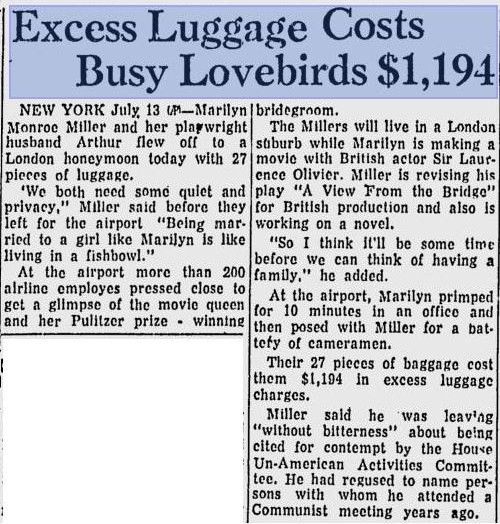 Excess Luggage Costs
Busy Lovebirds $1,194
NEW YORK July 13 UP—Marilyn
Monroe Miller and her playwright
husband Arthur flew off to a
London honeymoon today with 27
pieces of luggage.
'We both need some quiet and
privacy," Miller said before they
left for the airport "Being mar-
ried to a girl like Marilyn is like
living in a fishbowl."
At the airport more than 200
airline employes pressed close to
get a glimpse of the movie queen
and her Pulitzer prize - winning
bridegroom.
The Millers will live in a London
suburb while Marilyn is making a
movie with British actor Sir Laur-
ence Olivier. Miller is revising his
play "A View From the Bridge"
for British production and also is
working on a novel.
"So I think it'll be some time
before we can think of having a
family," he added.
At the airport, Marilyn primped
for 10 minutes in an office and
then posed with Miller for a bat-
tefy of cameramen.
Their 27 pieces of baggage cost
them $1,194 in excess luggage
charges.
Miller said he was leaving
"without bitterness" about being
cited for contempt by the House
Un-American Activities Commit-
tee. He had regused to name per-
sons with whom he attended a
Communist meeting years ago.